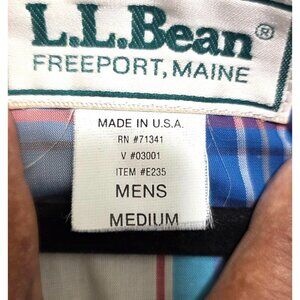 L.L.Bean®
FREEPORT, MAINE
MADE IN U.S.A.
RN #71341
V #03001
ITEM #E235
MENS
MEDIUM